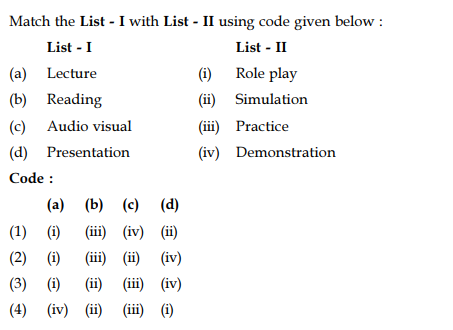 Match the List - I with List - II using code given below :
List - I List - II
(a) Lecture (i) Role play
(b) Reading (ii) Simulation
(c) Audio visual (iii) Practice
(d) Presentation (iv) Demonstration
Code :
(a) (b) (c) (d)
(1) (i) (iii) (iv) (ii)
(2) (i) (iii) (ii) (iv)
(3) (i) (ii) (iii) (iv)
(4) (iv) (ii) (iii) (i)